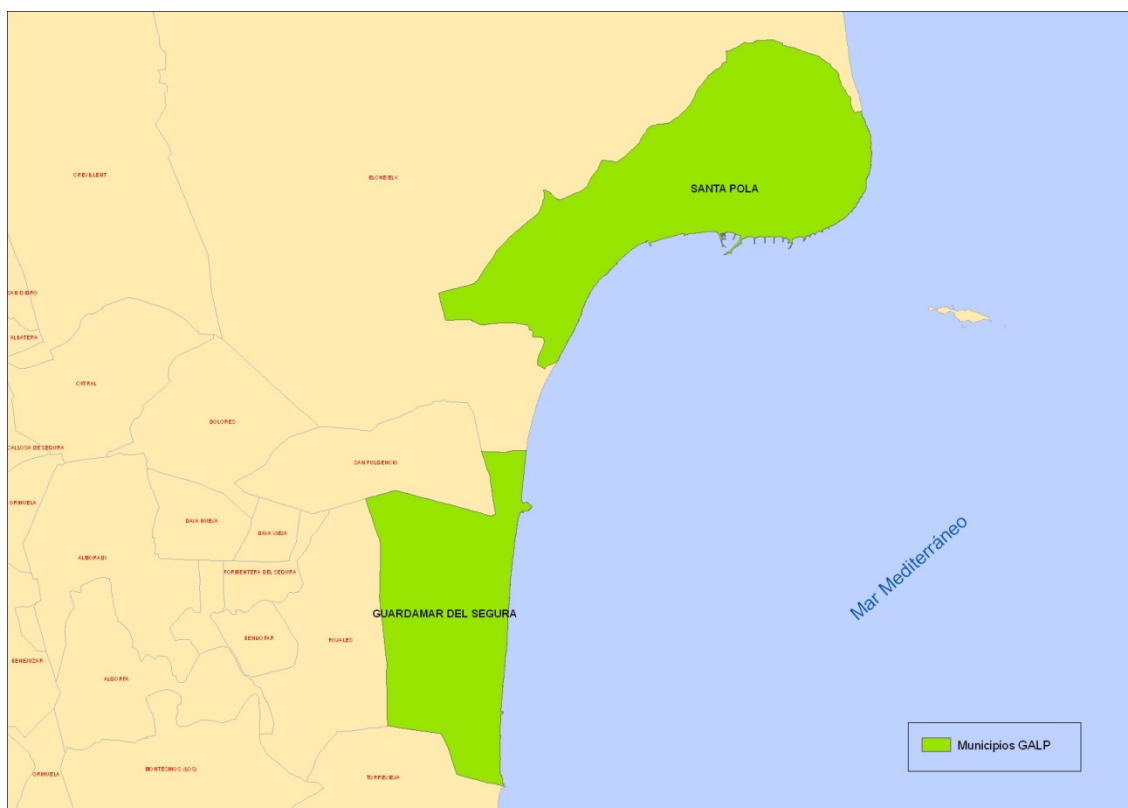 CREVILLENT
ELCHE/ELX
SANTA POLA
SAN ISIDRO
ALBATERA
CATRAL
DOLORES
CALLOSA DE SEGURA
SAN FULGENCIO
ORIHUELA
DAYA NUEVA
DAYA VIEJA
ALMORADI
FORMENTERA DEL SEGURA
GUARDAMAR DEL SEGURA
BENIJOFAR
ROJALES
BENEJUZAR
ALGORFA
Mar Mediterráneo
Municipios GALP
MONTESINOS (LOS)
ORIHUELA
TORREVIEJA